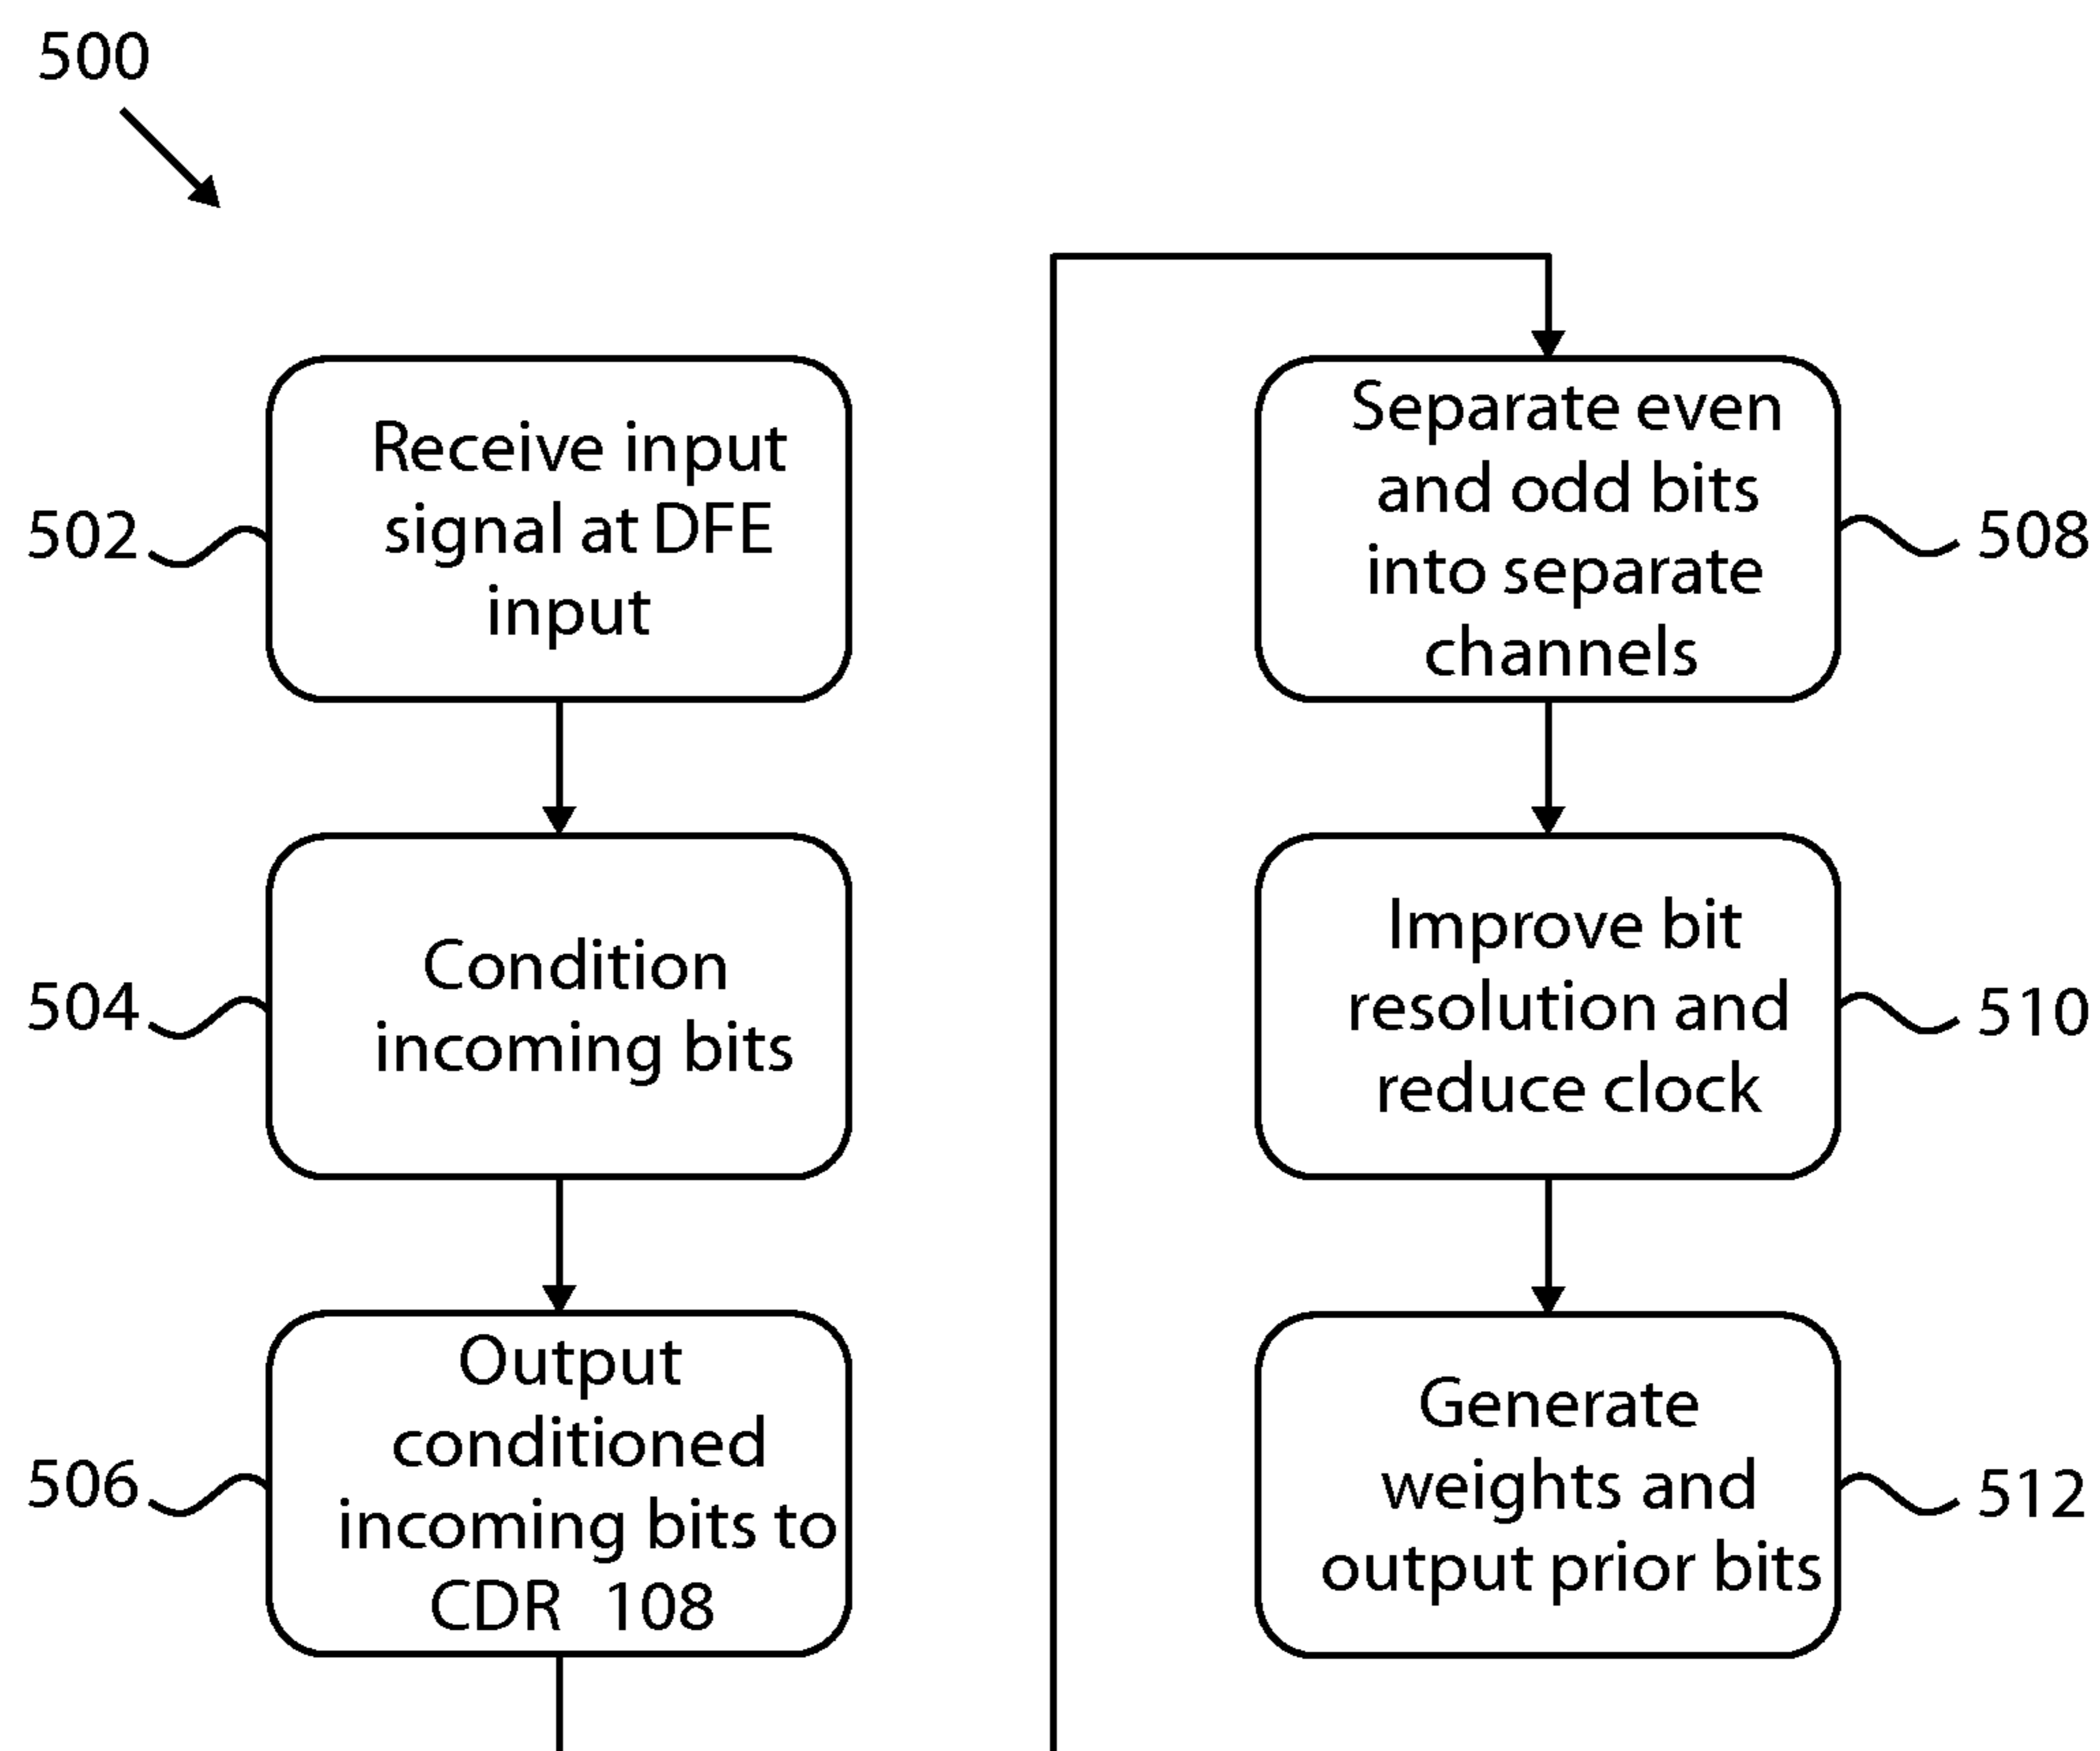 500
502
Receive input
signal at DFE
input
504
Condition
incoming bits
506
Output
conditioned
incoming bits to
CDR 108
508
Separate even
and odd bits
into separate
channels
510
Improve bit
resolution and
reduce clock
512
Generate
weights and
output prior bits